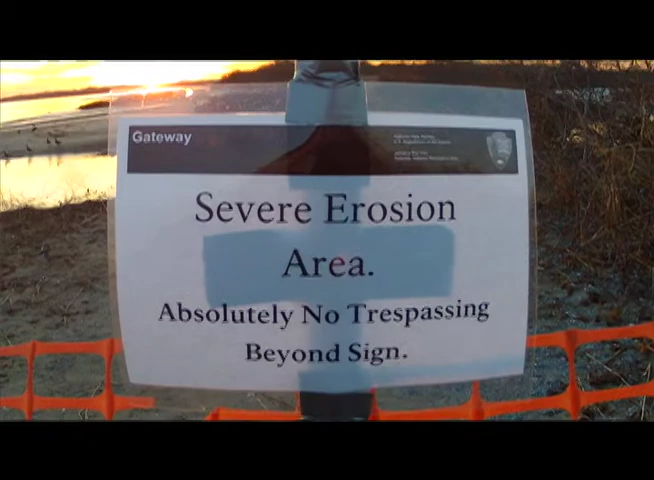 Gateway
Severe Erosion
Area.
Absolutely No Trespassing
Beyond Sign.